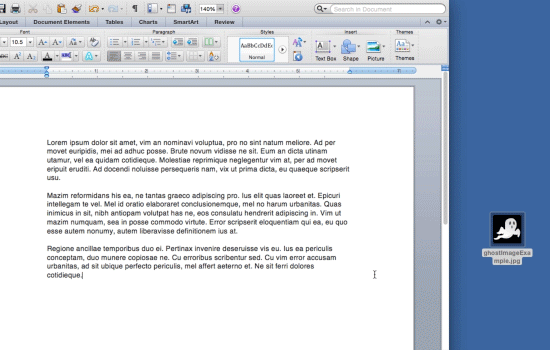 140%
Search in Document
Layout
Document Elements
Tables
Charts
SmartArt
Review
Font
Paragraph
Styles
Insert
Themes
10.5
AaBbCcDdEe
Normal
Text Box
Shape
Picture
Themes
Lorem ipsum dolor sit amet, vim an nominavi voluptua, pro no sint natum meliore. Ad per
movet euripidis, mei ad adhuc posse. Brute novum vidisse ne sit. Eum an dicta utinam
utamur, vel ea quidam cotidieque. Molestiae reprimique neglegentur vim at, per ad movet
eripuit eruditi. Ad docendi noluisse persequeris nam, vix ut prima dicta, eu quaeque scripserit
usu.
Mazim reformidans his ea, ne tantas graeco adipiscing pro. Ius elit quas laoreet et. Epicuri
intellegam te vel. Mei id oratio elaboraret conclusionemque, mel no harum urbanitas. Quas
inimicus in sit, nibh antiopam volutpat has ne, eos consulatu hendrerit adipiscing in. Vim ut
mazim numquam, sea in posse commodo virtute. Error scripserit eloquentiam qui ea, eu quo
esse autem nonumy, autem liberavisse definitionem ius at.
Regione ancillae temporibus duo ei. Pertinax invenire deseruisse vis eu. Ius ea periculis
conceptam, duo munere copiosae ne. Cu erroribus scribentur sed. Cu vim error accusam
urbanitas, ad sit ubique perfecto periculis, mel affert aeterno et. Ne sit ferri dolores
cotidieque.
ghostImageExa
mple.jpg